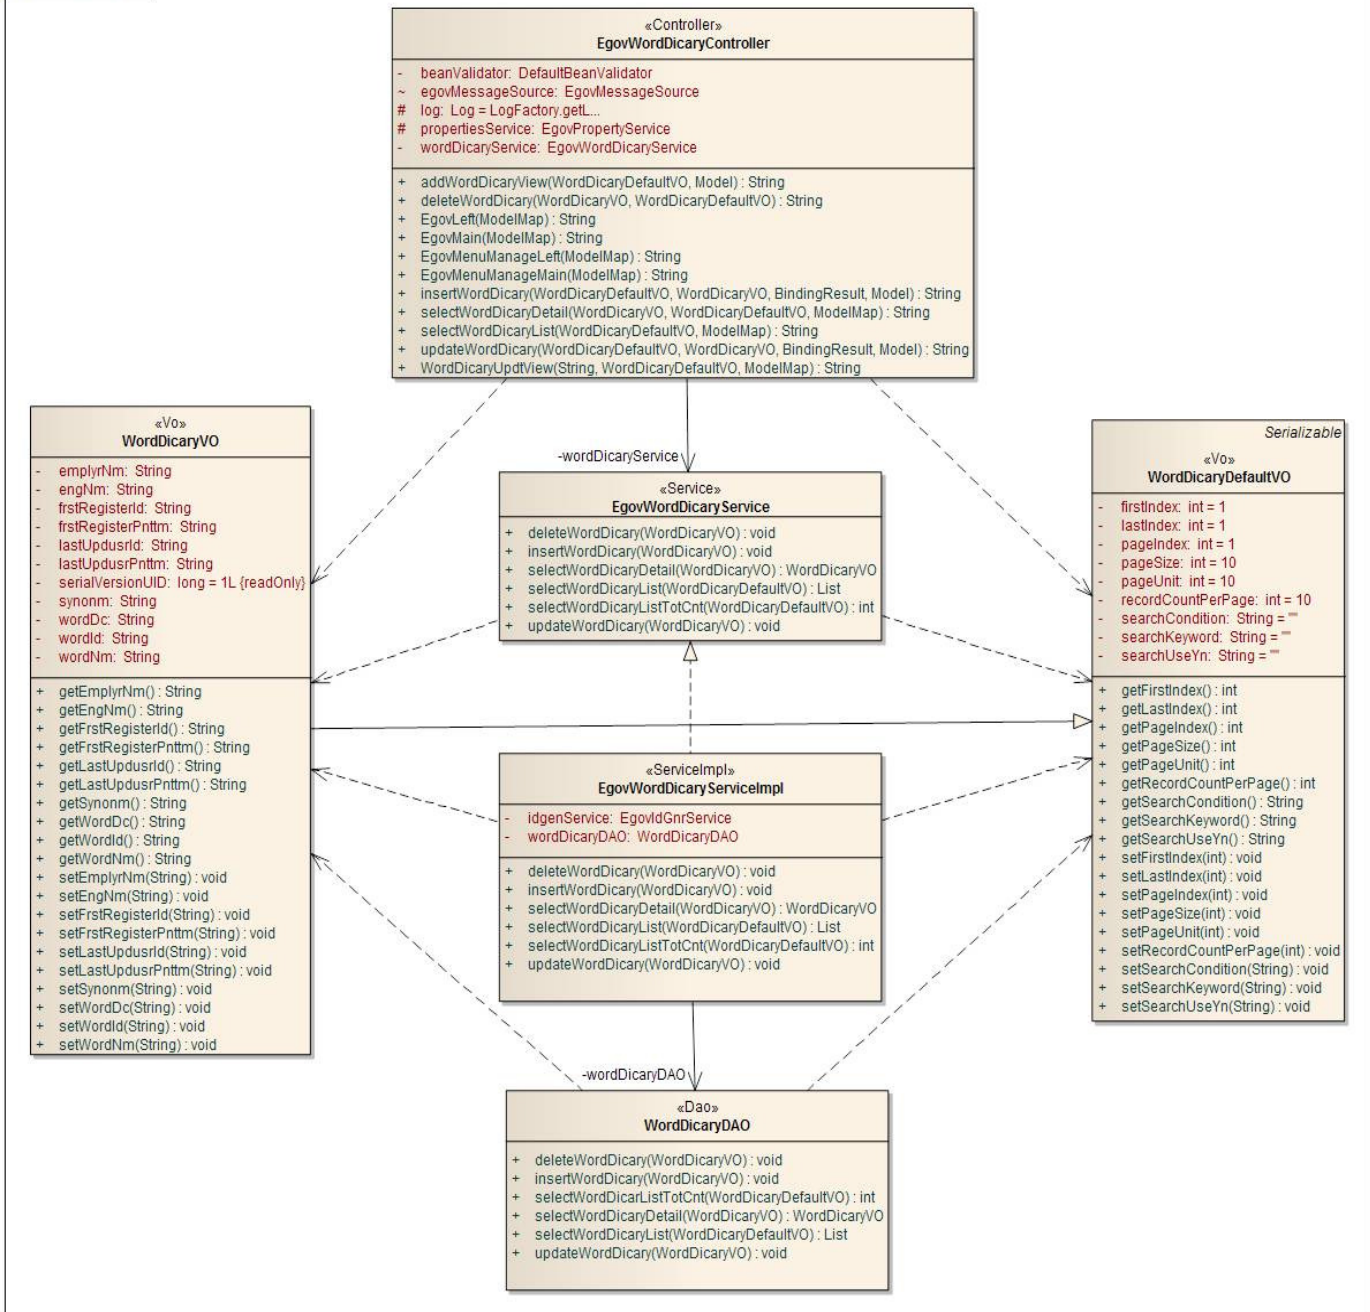 «Controller»
EgovWordDicaryController
- beanValidator: DefaultBeanValidator
~ egovMessageSource: EgovMessageSource
# log: Log = LogFactory.getL...
# propertiesService: EgovPropertyService
- wordDicaryService: EgovWordDicaryService
+ addWordDicaryView(WordDicaryDefaultVO, Model) : String
+ deleteWordDicary(WordDicaryVO, WordDicaryDefaultVO) : String
+ EgovLeft(ModelMap) : String
+ EgovMain(ModelMap) : String
+ EgovMenuManageLeft(ModelMap) : String
+ EgovMenuManageMain(ModelMap) : String
+ insertWordDicary(WordDicaryDefaultVO, WordDicaryVO, BindingResult, Model) : String
+ selectWordDicaryDetail(WordDicaryVO, WordDicaryDefaultVO, ModelMap) : String
+ selectWordDicaryList(WordDicaryDefaultVO, ModelMap) : String
+ updateWordDicary(WordDicaryDefaultVO, WordDicaryVO, BindingResult, Model) : String
+ WordDicaryUpdtView(String, WordDicaryDefaultVO, ModelMap) : String
«Vo»
WordDicaryVO
- emplyrNm: String
- engNm: String
- frstRegisterId: String
- frstRegisterPnttm: String
- lastUpdusrId: String
- lastUpdusrPnttm: String
- serialVersionUID: long = 1L {readOnly}
- synonm: String
- wordDc: String
- wordId: String
- wordNm: String
+ getEmplyrNm() : String
+ getEngNm() : String
+ getFrstRegisterId() : String
+ getFrstRegisterPnttm() : String
+ getLastUpdusrId() : String
+ getLastUpdusrPnttm() : String
+ getSynonm() : String
+ getWordDc() : String
+ getWordId() : String
+ getWordNm() : String
+ setEmplyrNm(String) : void
+ setEngNm(String) : void
+ setFrstRegisterId(String) : void
+ setFrstRegisterPnttm(String) : void
+ setLastUpdusrId(String) : void
+ setLastUpdusrPnttm(String) : void
+ setSynonm(String) : void
+ setWordDc(String) : void
+ setWordId(String) : void
+ setWordNm(String) : void
-wordDicaryService
«Service»
EgovWordDicaryService
+ deleteWordDicary(WordDicaryVO) : void
+ insertWordDicary(WordDicaryVO) : void
+ selectWordDicaryDetail(WordDicaryVO) : WordDicaryVO
+ selectWordDicaryList(WordDicaryDefaultVO) : List
+ selectWordDicaryListTotCnt(WordDicaryDefaultVO) : int
+ updateWordDicary(WordDicaryVO) : void
«ServiceImpl»
EgovWordDicaryServiceImpl
- idgenService: EgovIdGnrService
- wordDicaryDAO: WordDicaryDAO
+ deleteWordDicary(WordDicaryVO) : void
+ insertWordDicary(WordDicaryVO) : void
+ selectWordDicaryDetail(WordDicaryVO) : WordDicaryVO
+ selectWordDicaryList(WordDicaryDefaultVO) : List
+ selectWordDicaryListTotCnt(WordDicaryDefaultVO) : int
+ updateWordDicary(WordDicaryVO) : void
Serializable
«Vo»
WordDicaryDefaultVO
- firstIndex: int = 1
- lastIndex: int = 1
- pageIndex: int = 1
- pageSize: int = 10
- pageUnit: int = 10
- recordCountPerPage: int = 10
- searchCondition: String = ""
- searchKeyword: String = ""
- searchUseYn: String = ""
+ getFirstIndex() : int
+ getLastIndex() : int
+ getPageIndex() : int
+ getPageSize() : int
+ getPageUnit() : int
+ getRecordCountPerPage() : int
+ getSearchCondition() : String
+ getSearchKeyword() : String
+ getSearchUseYn() : String
+ setFirstIndex(int) : void
+ setLastIndex(int) : void
+ setPageIndex(int) : void
+ setPageSize(int) : void
+ setPageUnit(int) : void
+ setRecordCountPerPage(int) : void
+ setSearchCondition(String) : void
+ setSearchKeyword(String) : void
+ setSearchUseYn(String) : void
-wordDicaryDAO
«Dao»
WordDicaryDAO
+ deleteWordDicary(WordDicaryVO) : void
+ insertWordDicary(WordDicaryVO) : void
+ selectWordDicarListTotCnt(WordDicaryDefaultVO) : int
+ selectWordDicaryDetail(WordDicaryVO) : WordDicaryVO
+ selectWordDicaryList(WordDicaryDefaultVO) : List
+ updateWordDicary(WordDicaryVO) : void